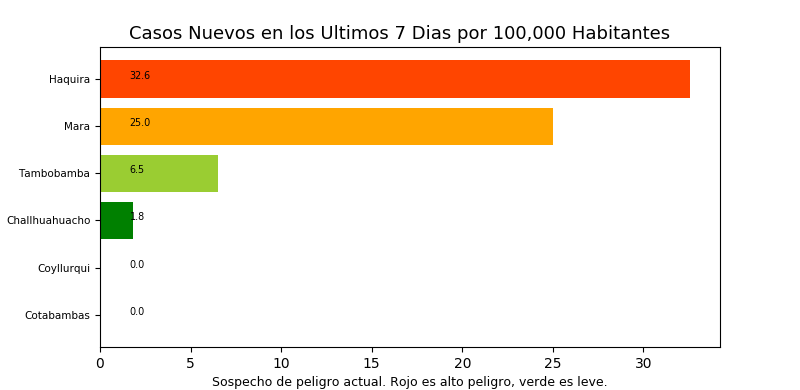 Casos Nuevos en los Ultimos 7 Dias por 100,000 Habitantes
Haquira 32.6
Mara 25.0
Tambobamba 6.5
Challhuahuacho 1.8
Coyllurqui 0.0
Cotabambas 0.0
0 5 10 15 20 25 30
Sospecho de peligro actual. Rojo es alto peligro, verde es leve.